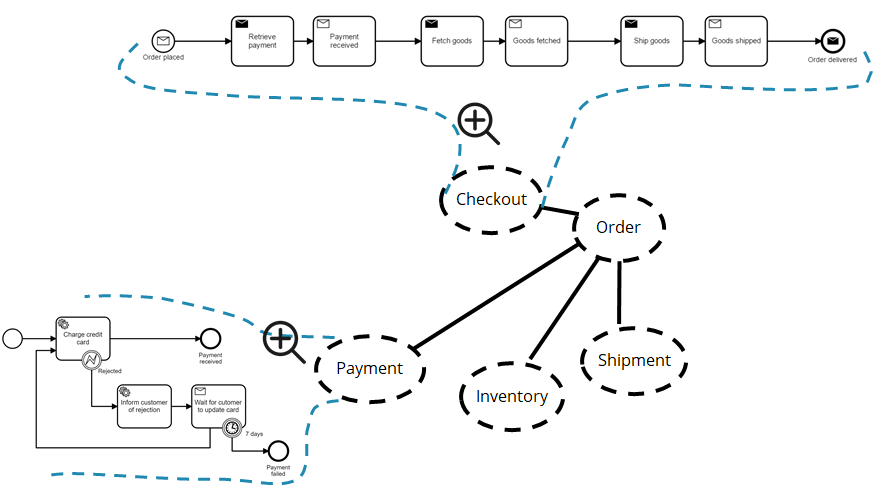 Order placed
Retrieve
payment
Payment
received
Fetch goods
Goods fetched
Ship goods
Goods shipped
Order delivered
Checkout
Order
Payment
Inventory
Shipment
Charge credit
card
Rejected
Payment
received
Inform customer
of rejection
Wait for cutomer
to update card
7 days
Payment
failed